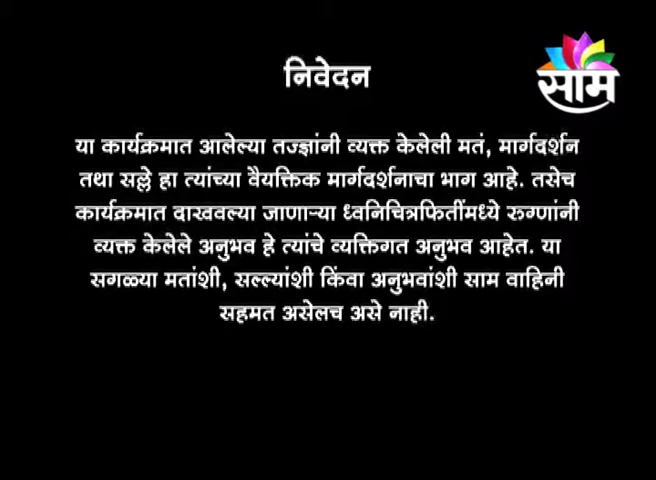 निवेदन
साम
या कार्यक्रमात आलेल्या तज्ज्ञांनी व्यक्त केलेली मतं, मार्गदर्शन
तथा सल्ले हा त्यांच्या वैयक्तिक मार्गदर्शनाचा भाग आहे. तसेच
कार्यक्रमात दाखवल्या जाणाऱ्या ध्वनिचित्रफितींमध्ये रुग्णांनी
व्यक्त केलेले अनुभव हे त्यांचे व्यक्तिगत अनुभव आहेत. या
सगळ्या मतांशी, सल्ल्यांशी किंवा अनुभवांशी साम वाहिनी
सहमत असेलच असे नाही.